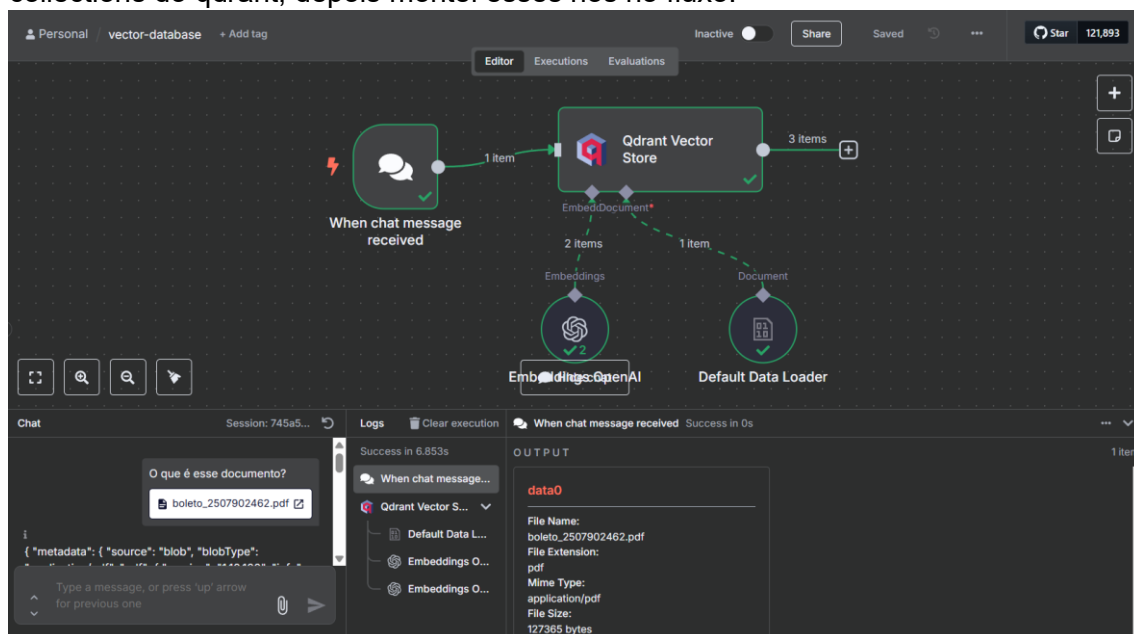 Personal / vector-database + Add tag
Inactive Share Saved ... Star 121,893
Editor Executions Evaluations
Qdrant Vector
Store
3 items
1 item
When chat message
received
Document*
2 items
1 item
Embeddings
Document
OpenAI
Default Data Loader
Chat Session: 745a5...
O que é esse documento?
boleto_2507902462.pdf
{ "metadata": { "source": "blob", "blobType":
Type a message, or press 'up' arrow
for previous one
Logs Clear execution
Success in 6.853s
When chat message...
Qdrant Vector S...
Default Data L...
Embeddings O...
Embeddings O...
When chat message received Success in 0s ...
OUTPUT
data0
File Name:
boleto_2507902462.pdf
File Extension:
pdf
Mime Type:
application/pdf
File Size:
127365 bytes